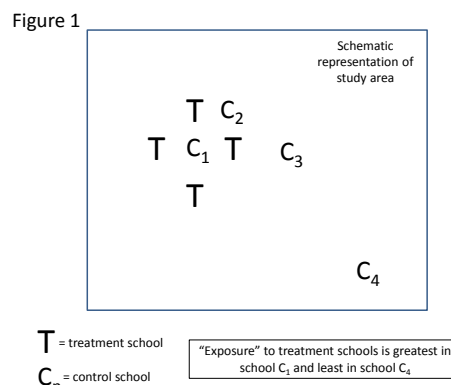 Figure 1
Schematic
representation of
study area
T C₂
T C₁ T C₃
T
C₄
T = treatment school
Cₙ = control school
“Exposure” to treatment schools is greatest in
school C₁ and least in school C₄